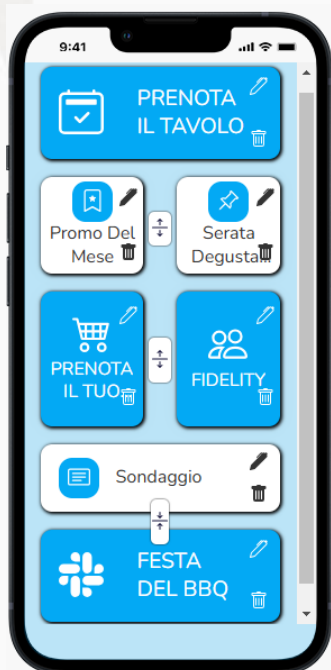 9:41
PRENOTA
IL TAVOLO
Promo Del
Mese
Serata
Degusta...
PRENOTA
IL TUO
FIDELITY
Sondaggio
FESTA
DEL BBQ